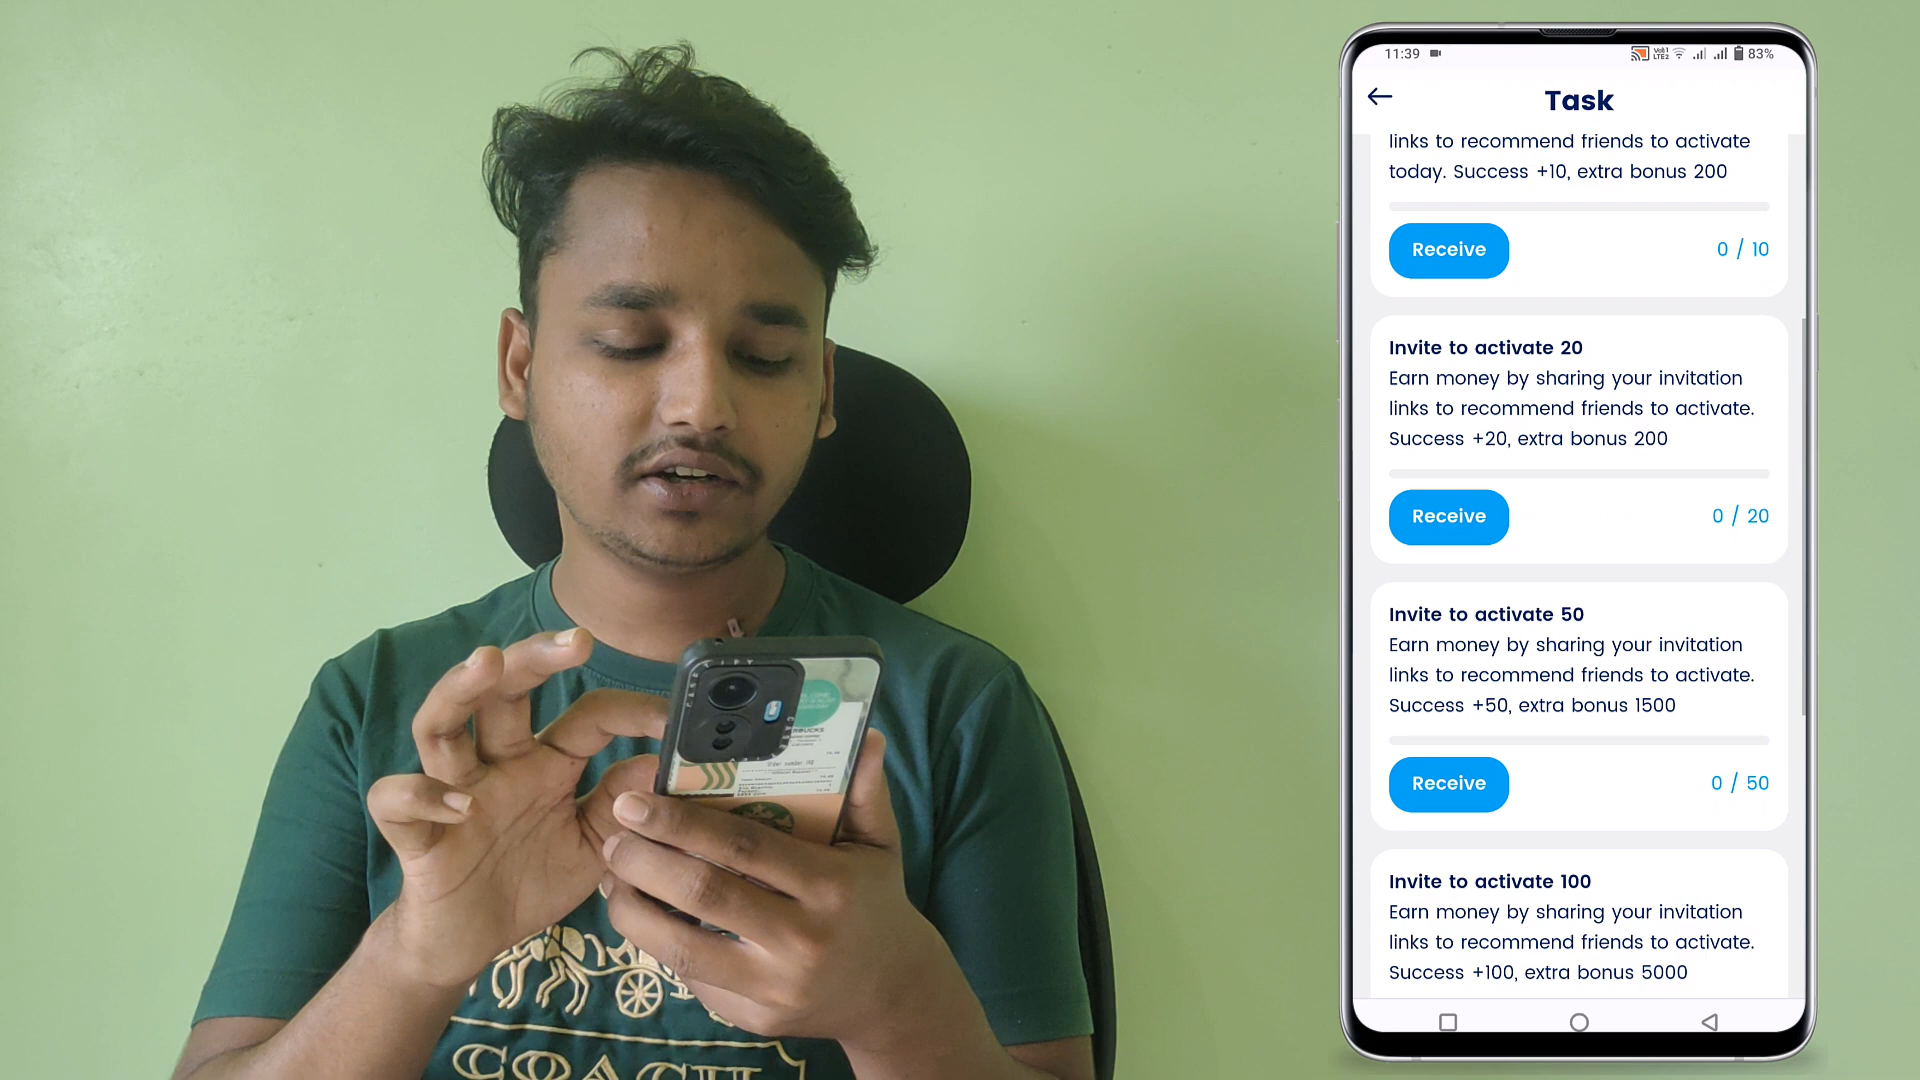 11:39
VoI1
LTE2
83%
Task
links to recommend friends to activate
today. Success +10, extra bonus 200
Receive
0 / 10
Invite to activate 20
Earn money by sharing your invitation
links to recommend friends to activate.
Success +20, extra bonus 200
Receive
0 / 20
Invite to activate 50
Earn money by sharing your invitation
links to recommend friends to activate.
Success +50, extra bonus 1500
Receive
0 / 50
Invite to activate 100
Earn money by sharing your invitation
links to recommend friends to activate.
Success +100, extra bonus 5000
COACH